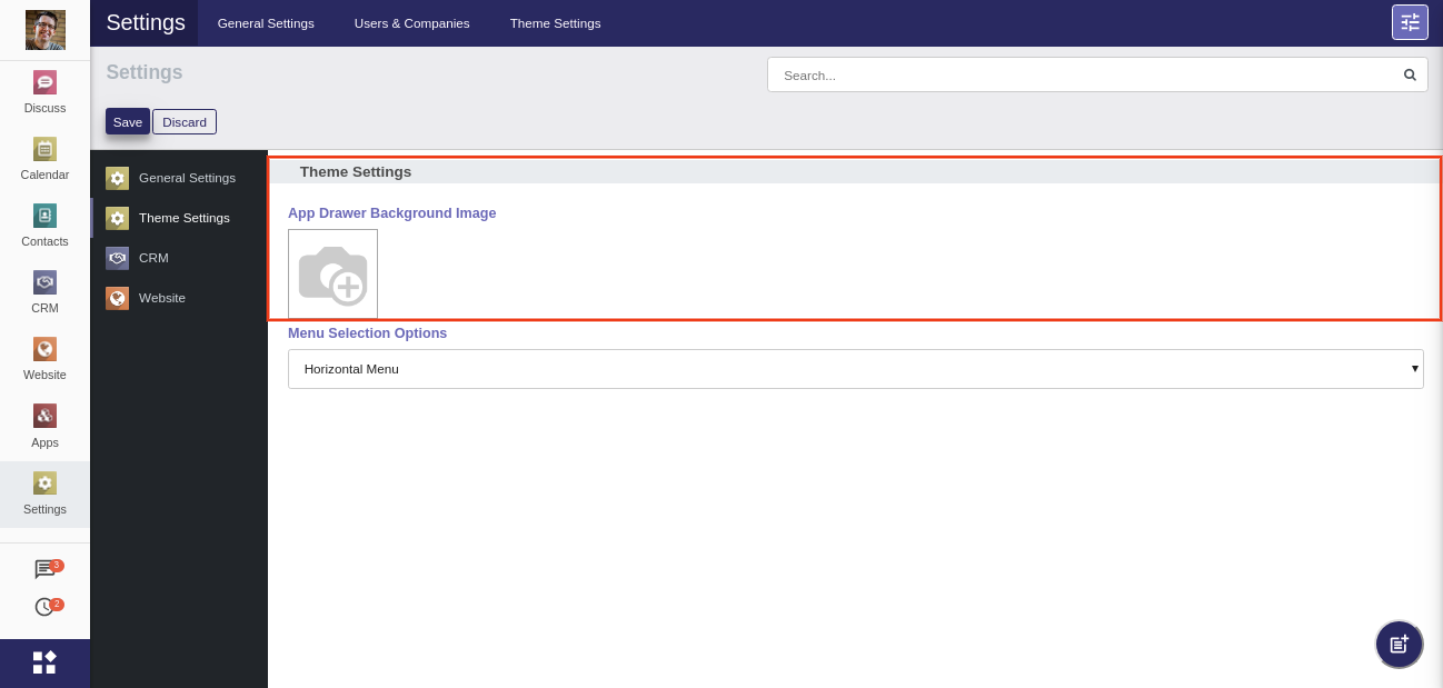 Settings
General Settings
Users & Companies
Theme Settings
Settings
Search...
Save
Discard
Discuss
Calendar
Contacts
CRM
Website
Apps
Settings
3
2
General Settings
Theme Settings
CRM
Website
Theme Settings
App Drawer Background Image
Menu Selection Options
Horizontal Menu